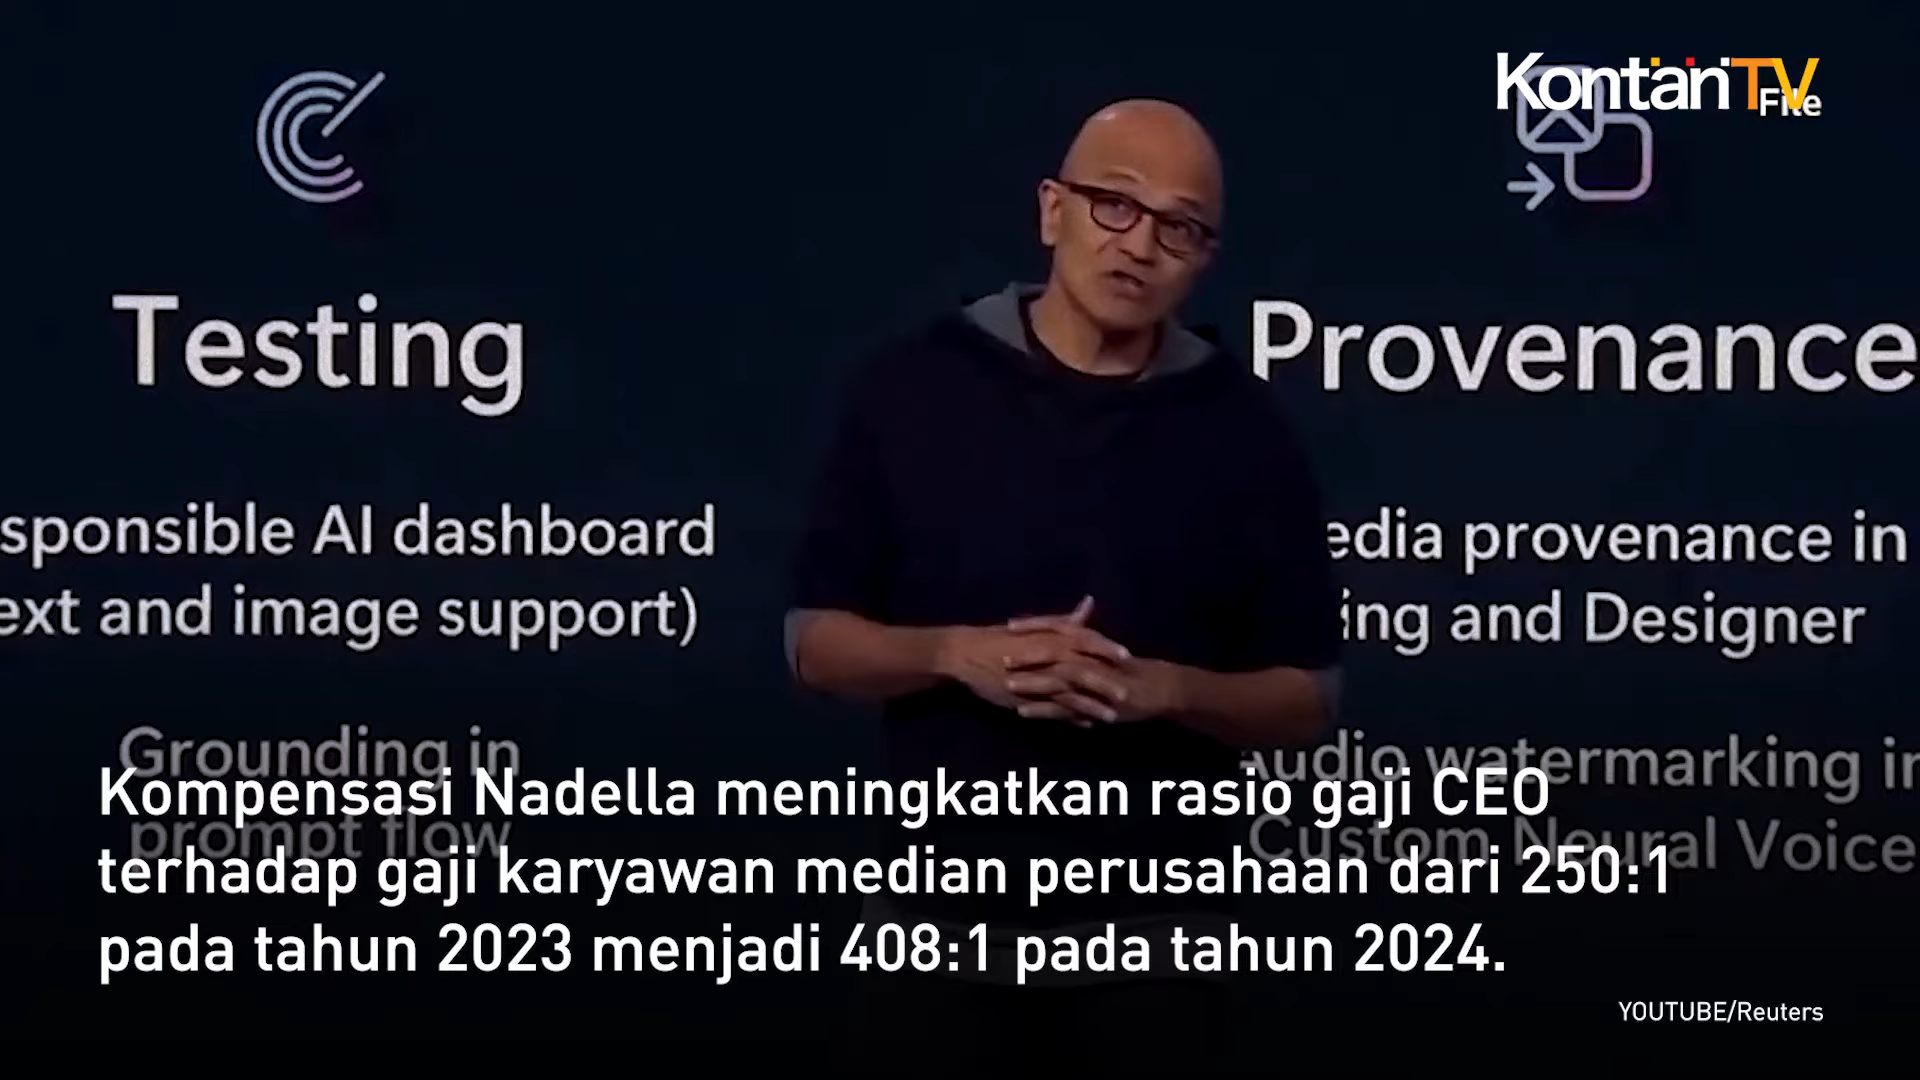 KontanTV
File
Testing
Provenance
sponsible AI dashboard
ext and image support)
edia provenance in
ing and Designer
Grounding in
prompt flow
Audio watermarking in
Custom Neural Voice
Kompensasi Nadella meningkatkan rasio gaji CEO
terhadap gaji karyawan median perusahaan dari 250:1
pada tahun 2023 menjadi 408:1 pada tahun 2024.
YOUTUBE/Reuters